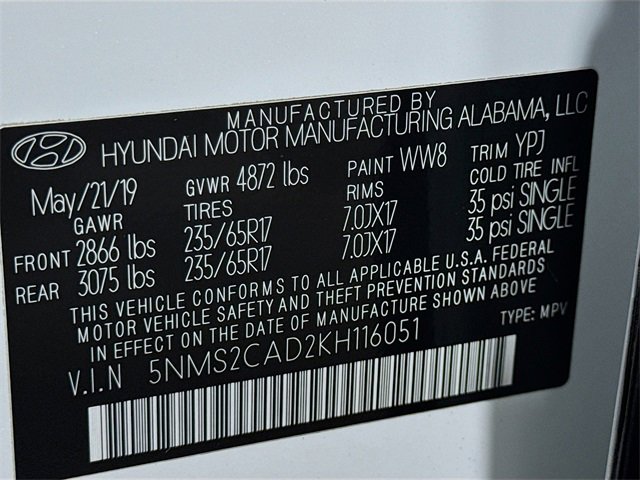 MANUFACTURED BY
HYUNDAI MOTOR MANUFACTURING ALABAMA, LLC
May/21/19 GVWR 4872 lbs PAINT WW8 TRIM YPJ
GAWR TIRES RIMS COLD TIRE INFL
FRONT 2866 lbs 235/65R17 7.0JX17 35 psi SINGLE
REAR 3075 lbs 235/65R17 7.0JX17 35 psi SINGLE
THIS VEHICLE CONFORMS TO ALL APPLICABLE U.S.A. FEDERAL
MOTOR VEHICLE SAFETY AND THEFT PREVENTION STANDARDS
IN EFFECT ON THE DATE OF MANUFACTURE SHOWN ABOVE
V.I.N 5NMS2CAD2KH116051 TYPE: MPV